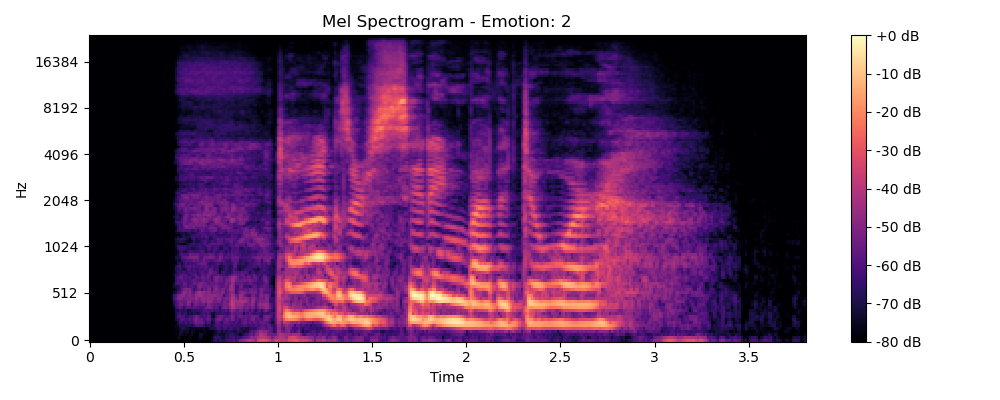 Mel Spectrogram - Emotion: 2
Hz
16384
8192
4096
2048
1024
512
0
0 0.5 1 1.5 2 2.5 3 3.5
Time
+0 dB
-10 dB
-20 dB
-30 dB
-40 dB
-50 dB
-60 dB
-70 dB
-80 dB